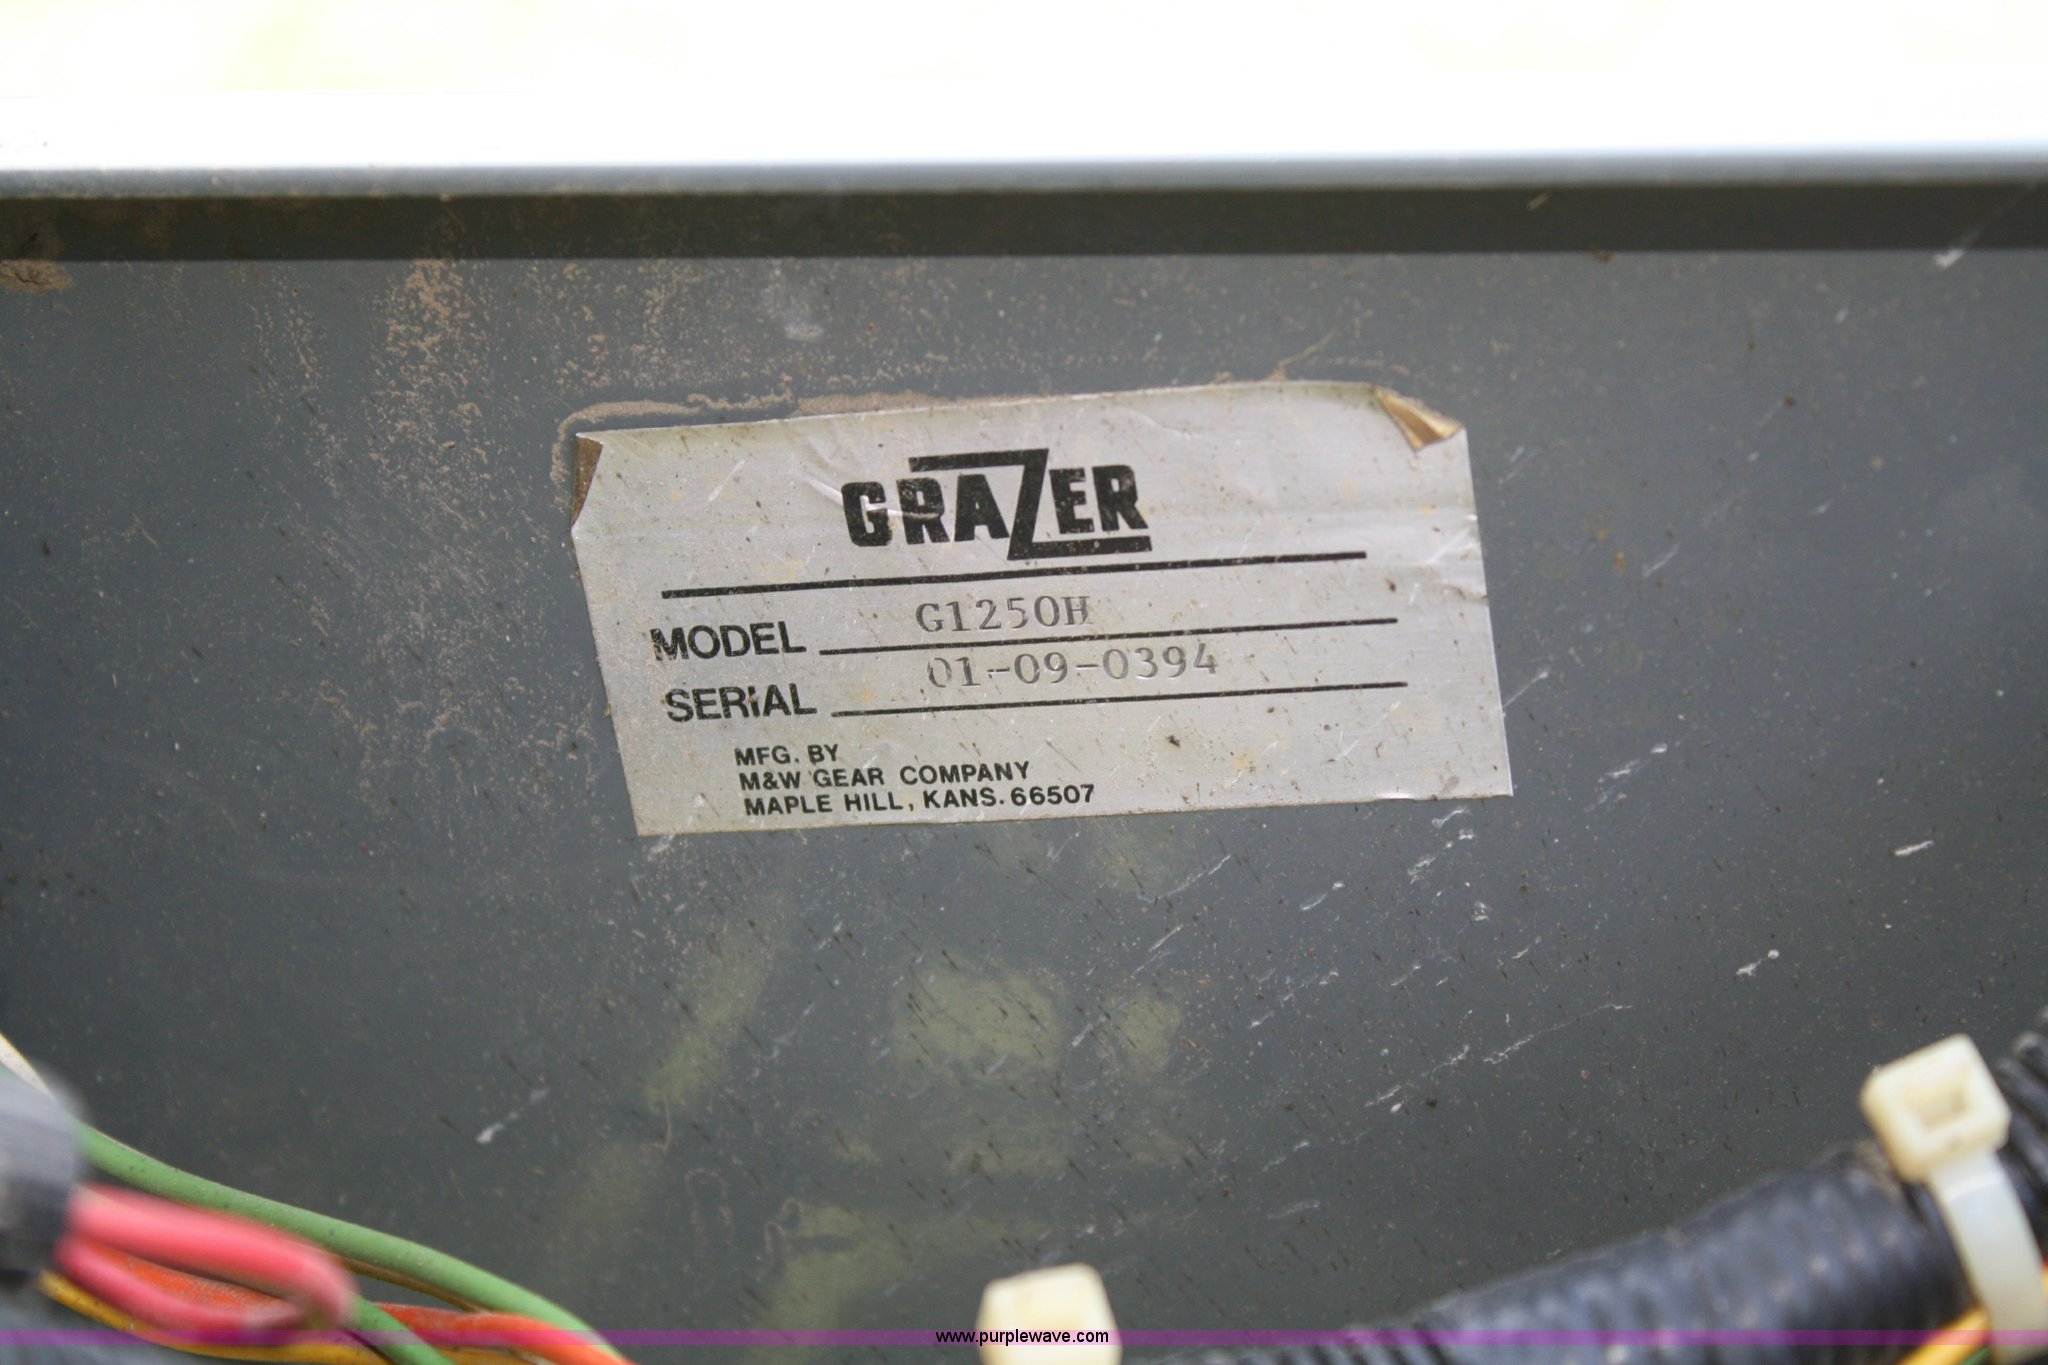 GRAZER
MODEL G1250H
SERIAL 01-09-0394
MFG. BY
M&W GEAR COMPANY
MAPLE HILL, KANS. 66507
www.purplewave.com